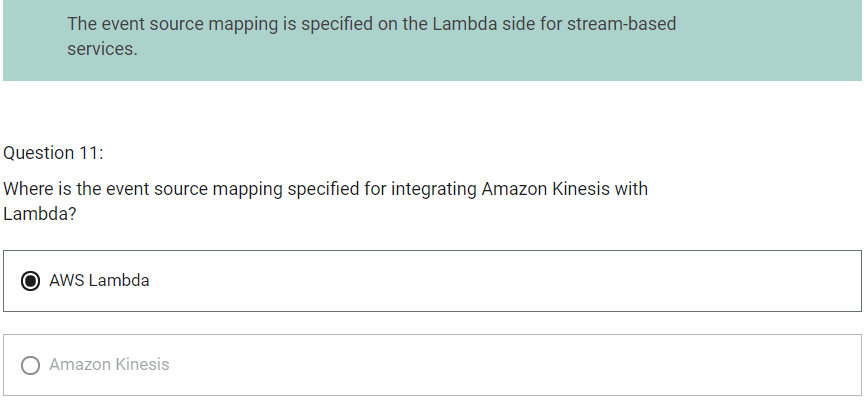 The event source mapping is specified on the Lambda side for stream-based
services.
Question 11:
Where is the event source mapping specified for integrating Amazon Kinesis with
Lambda?
AWS Lambda
Amazon Kinesis